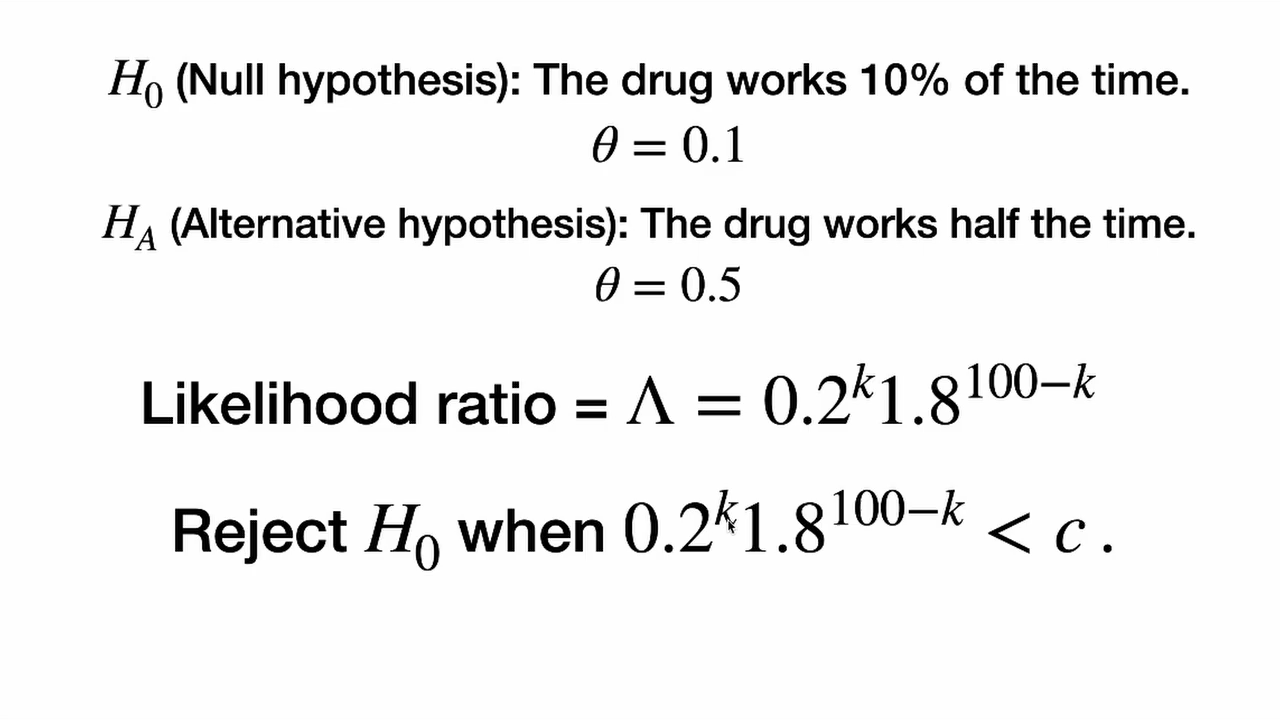 H₀ (Null hypothesis): The drug works 10% of the time.
θ = 0.1
H_A (Alternative hypothesis): The drug works half the time.
θ = 0.5
Likelihood ratio = Λ = 0.2^k 1.8^{100−k}
Reject H₀ when 0.2^k 1.8^{100−k} < c .